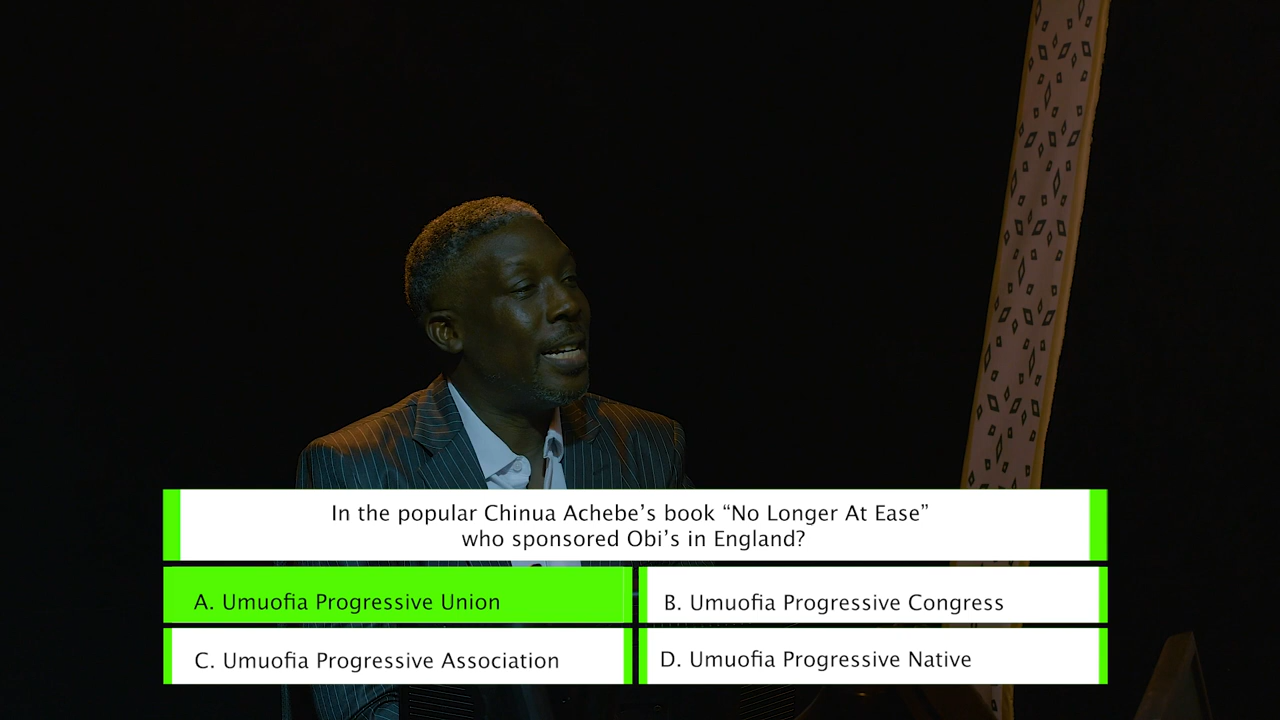 In the popular Chinua Achebe’s book “No Longer At Ease”
who sponsored Obi’s in England?
A. Umuofia Progressive Union
B. Umuofia Progressive Congress
C. Umuofia Progressive Association
D. Umuofia Progressive Native